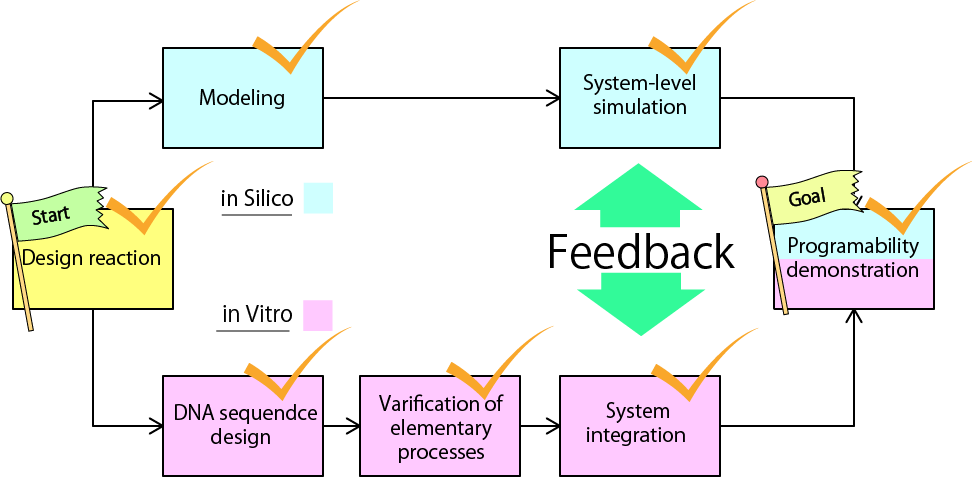 Modeling
System-level
simulation
Start
Design reaction
in Silico
in Vitro
Feedback
Goal
Programability
demonstration
DNA sequendce
design
Varification of
elementary
processes
System
integration